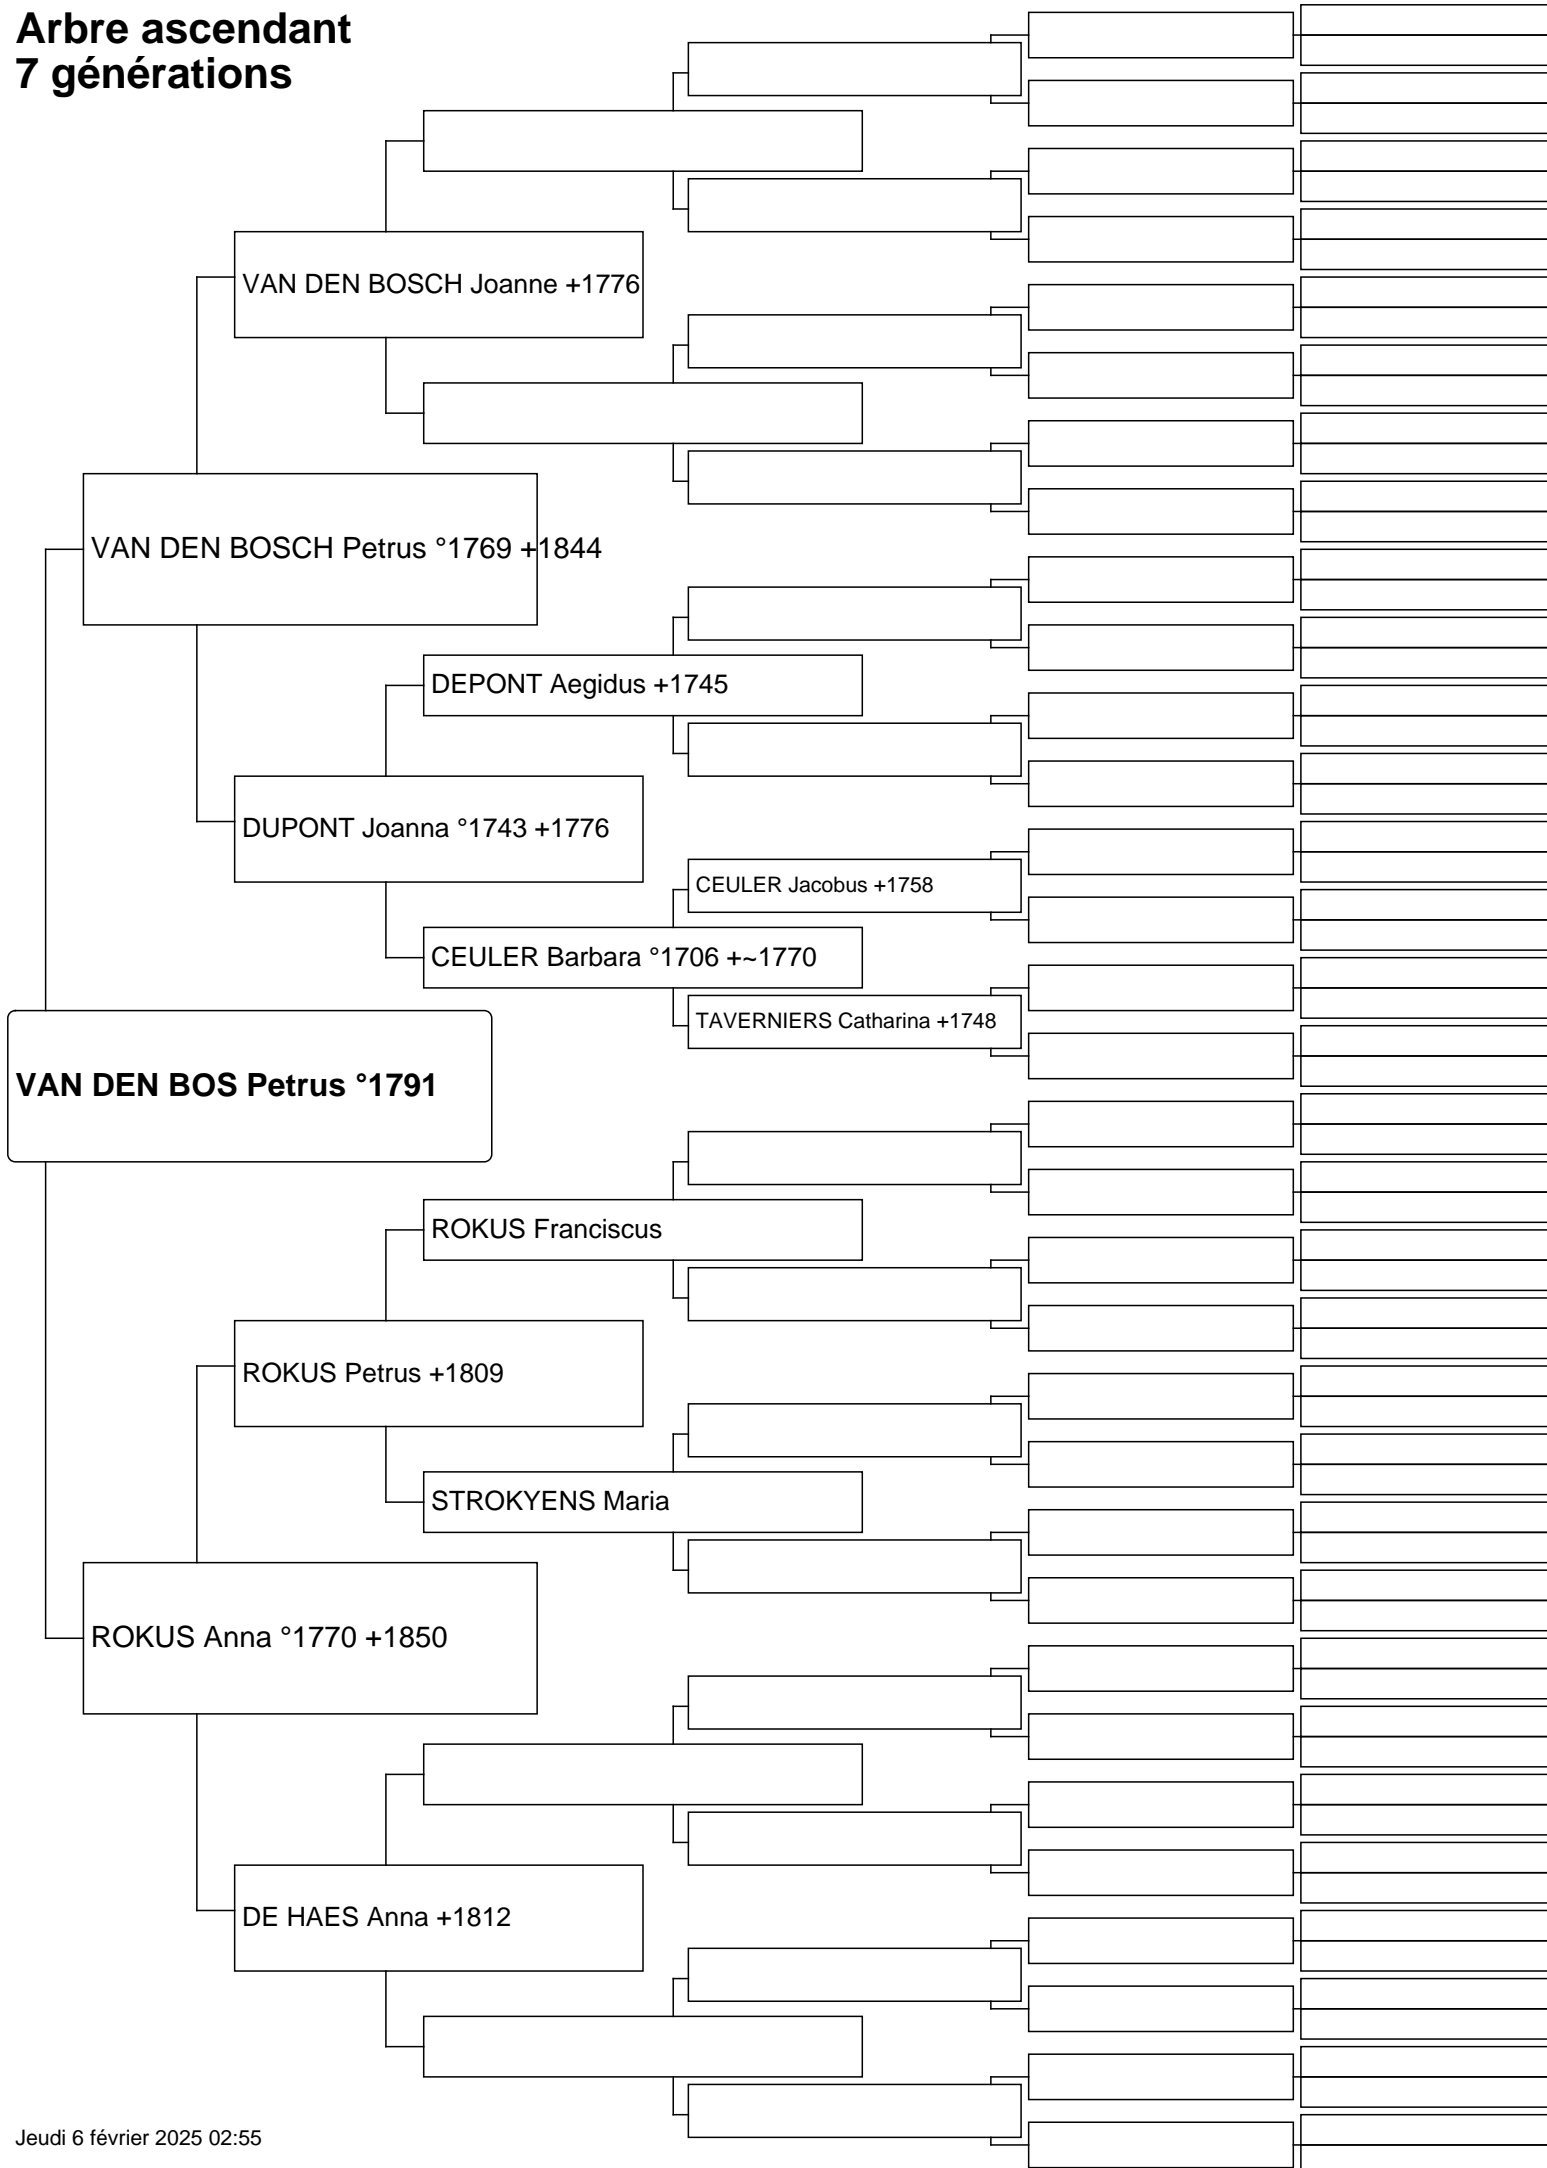 Arbre ascendant
7 générations
VAN DEN BOSCH Joanne +1776
VAN DEN BOSCH Petrus °1769 +1844
DEPONT Aegidus +1745
DUPONT Joanna °1743 +1776
CEULER Jacobus +1758
CEULER Barbara °1706 +~1770
TAVERNIERS Catharina +1748
VAN DEN BOS Petrus °1791
ROKUS Franciscus
ROKUS Petrus +1809
STROKYENS Maria
ROKUS Anna °1770 +1850
DE HAES Anna +1812
Jeudi 6 février 2025 02:55